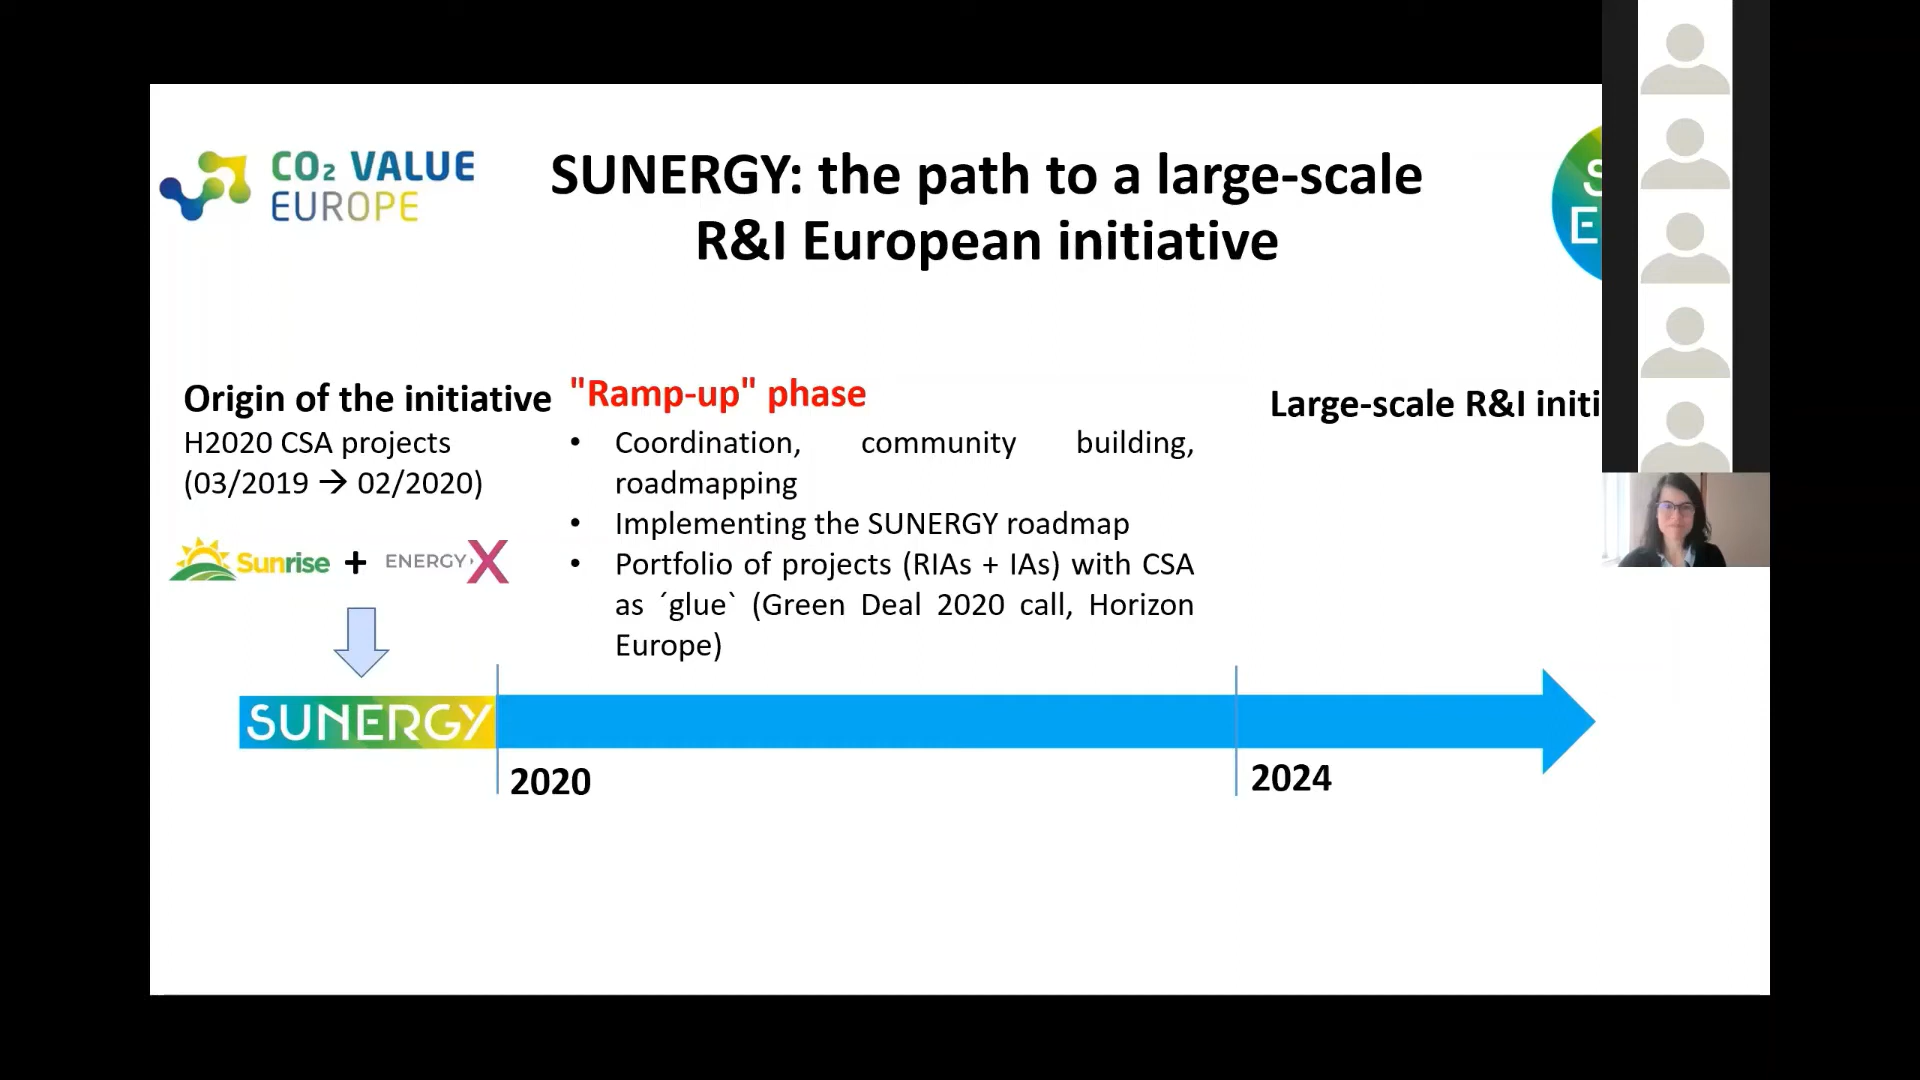 CO₂ VALUE
EUROPE
SUNERGY: the path to a large-scale
R&I European initiative
S
E
Origin of the initiative
H2020 CSA projects
(03/2019 → 02/2020)
Sunrise + ENERGY X
"Ramp-up" phase
• Coordination, community building,
roadmapping
• Implementing the SUNERGY roadmap
• Portfolio of projects (RIAs + IAs) with CSA
as ´glue` (Green Deal 2020 call, Horizon
Europe)
Large-scale R&I initi
SUNERGY
2020
2024